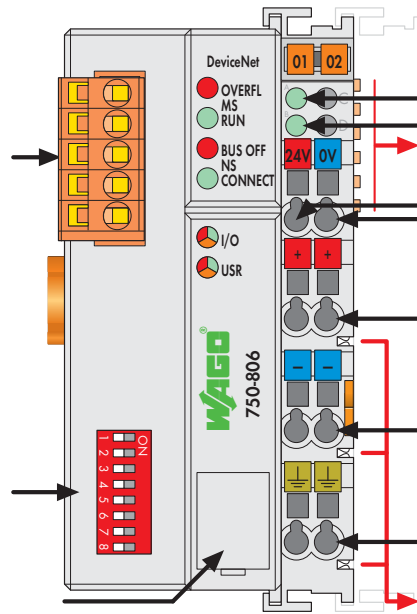 DeviceNet
01 02
OVERFL
MS
RUN
A C
B D
BUS OFF
NS
CONNECT
24V 0V
I/O
USR
+ +
WAGO®
750-806
− −
ON
1
2
3
4
5
6
7
8